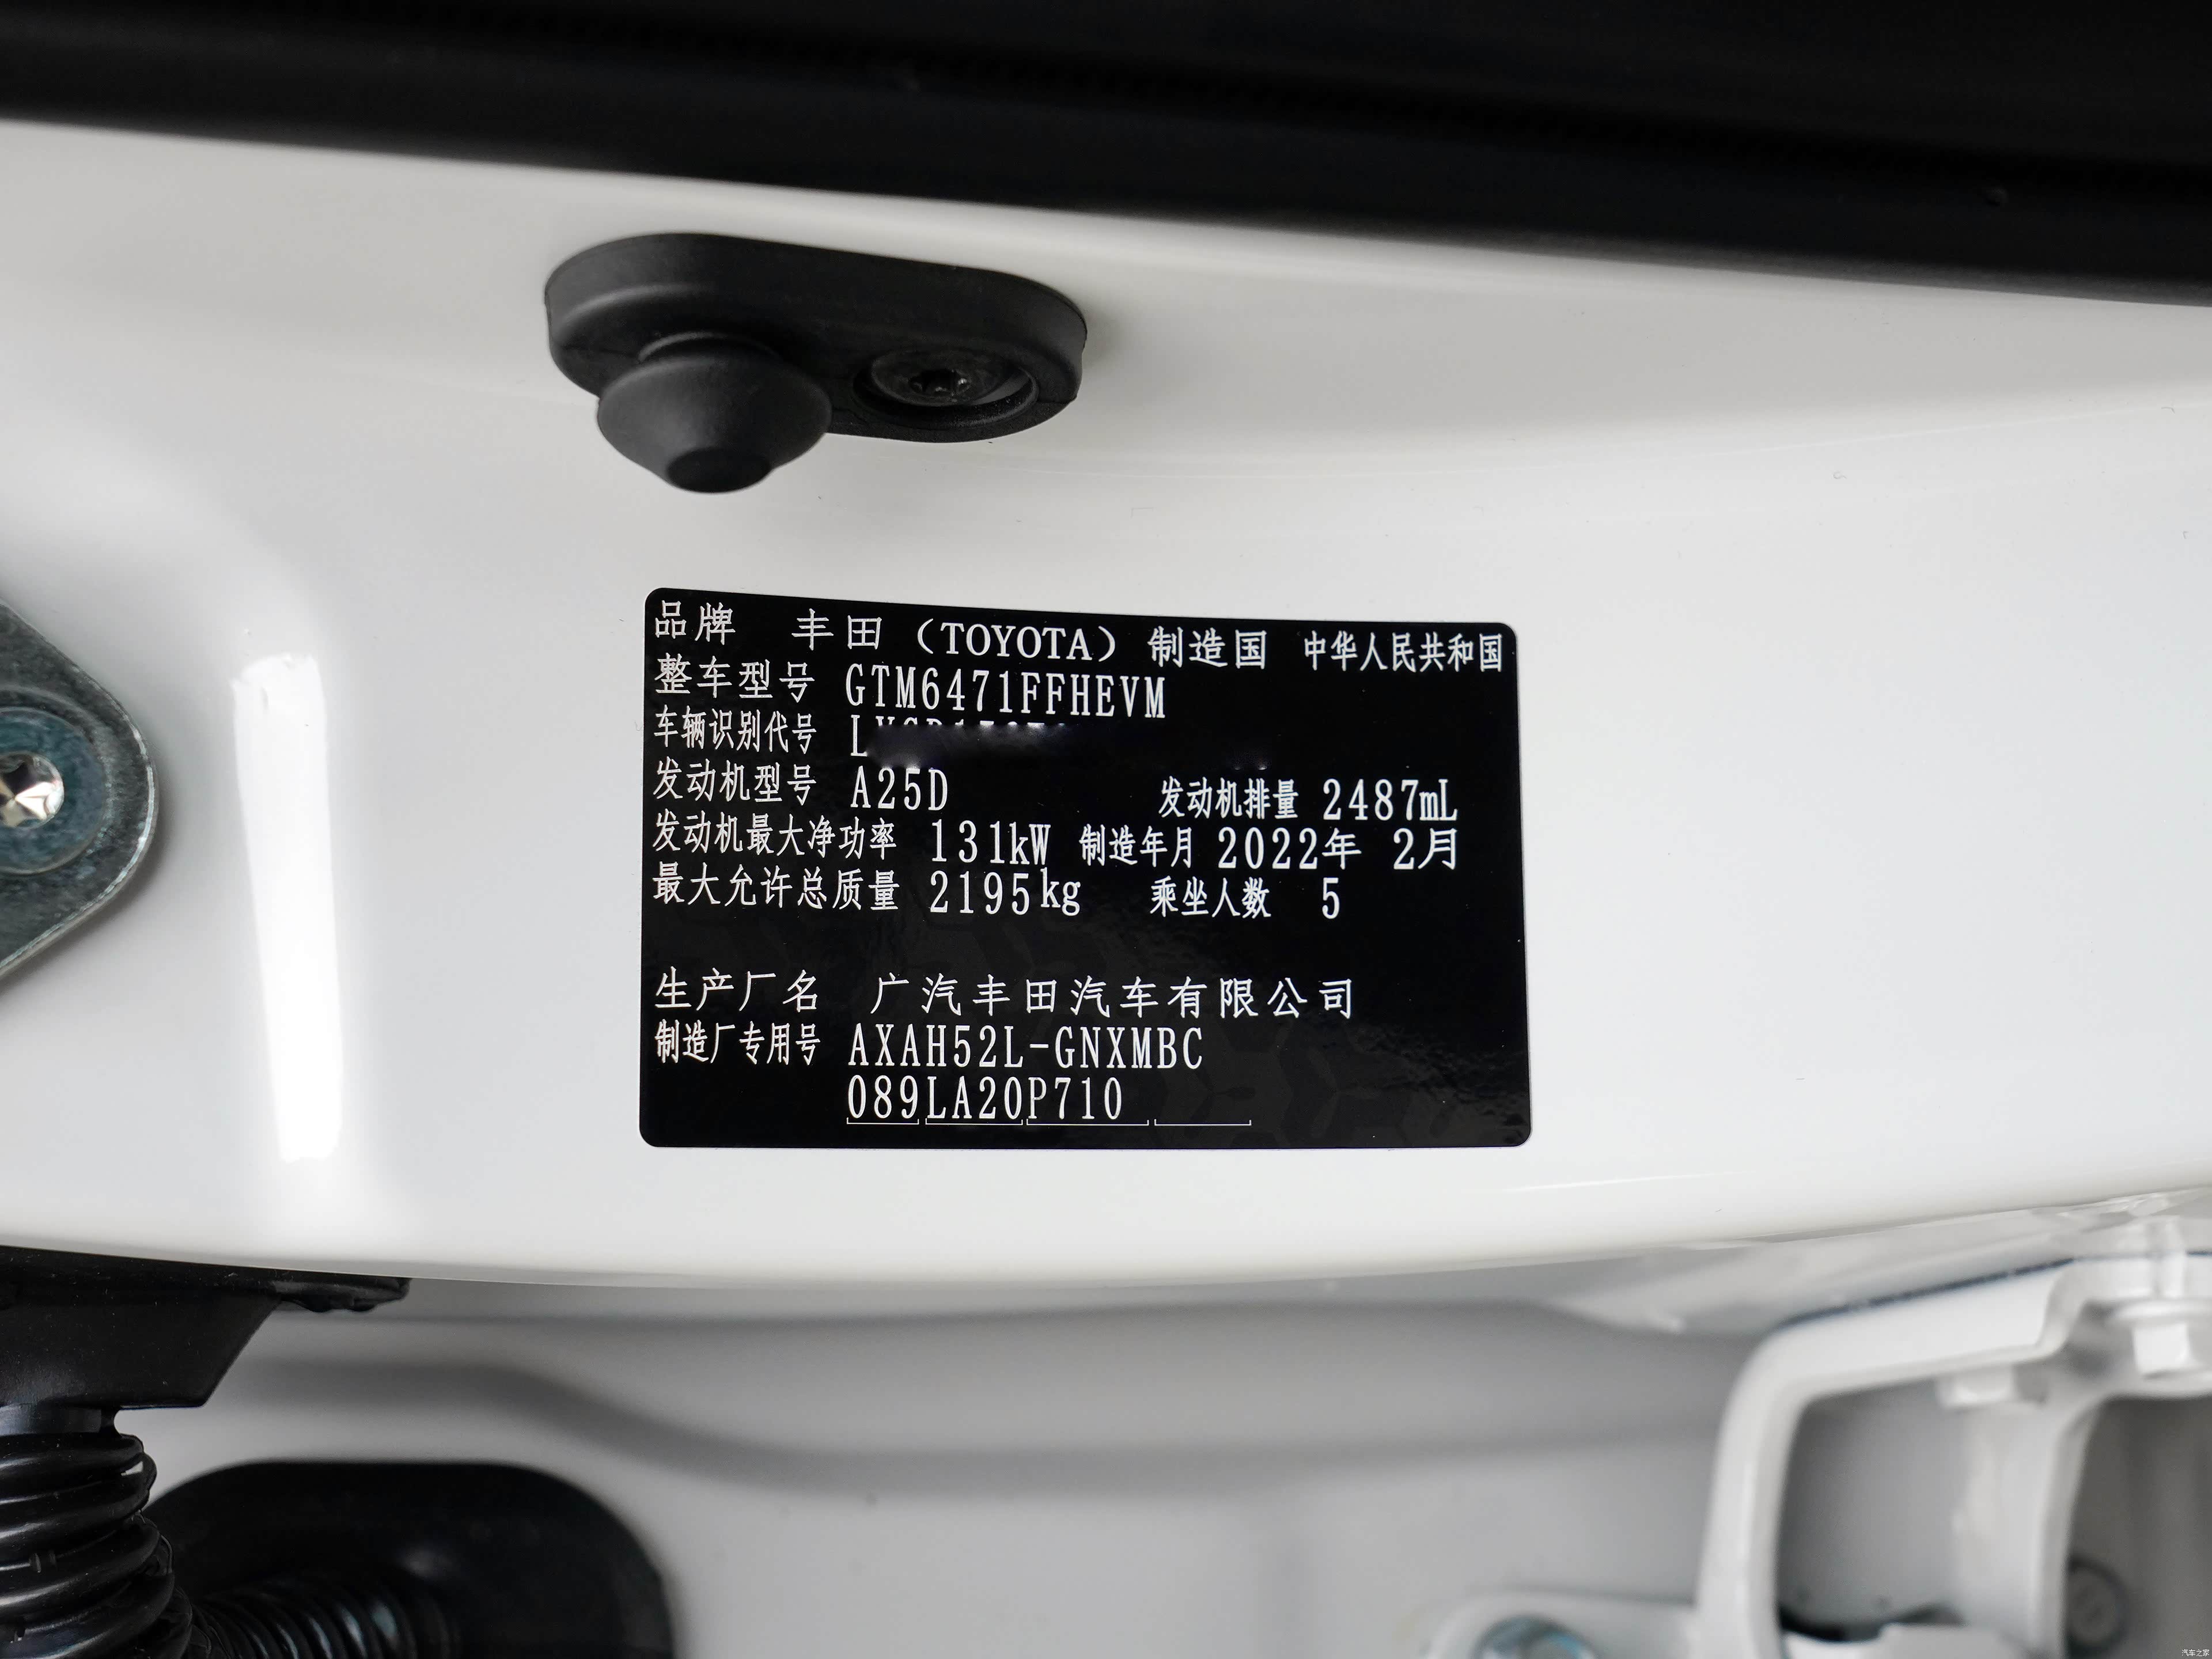 品牌 丰田（TOYOTA）制造国 中华人民共和国
整车型号 GTM6471FFHEVM
车辆识别代号 L
发动机型号 A25D 发动机排量 2487mL
发动机最大净功率 131kW 制造年月 2022年 2月
最大允许总质量 2195kg 乘坐人数 5
生产厂名 广汽丰田汽车有限公司
制造厂专用号 AXAH52L-GNXMBC
089LA20P710
汽车之家